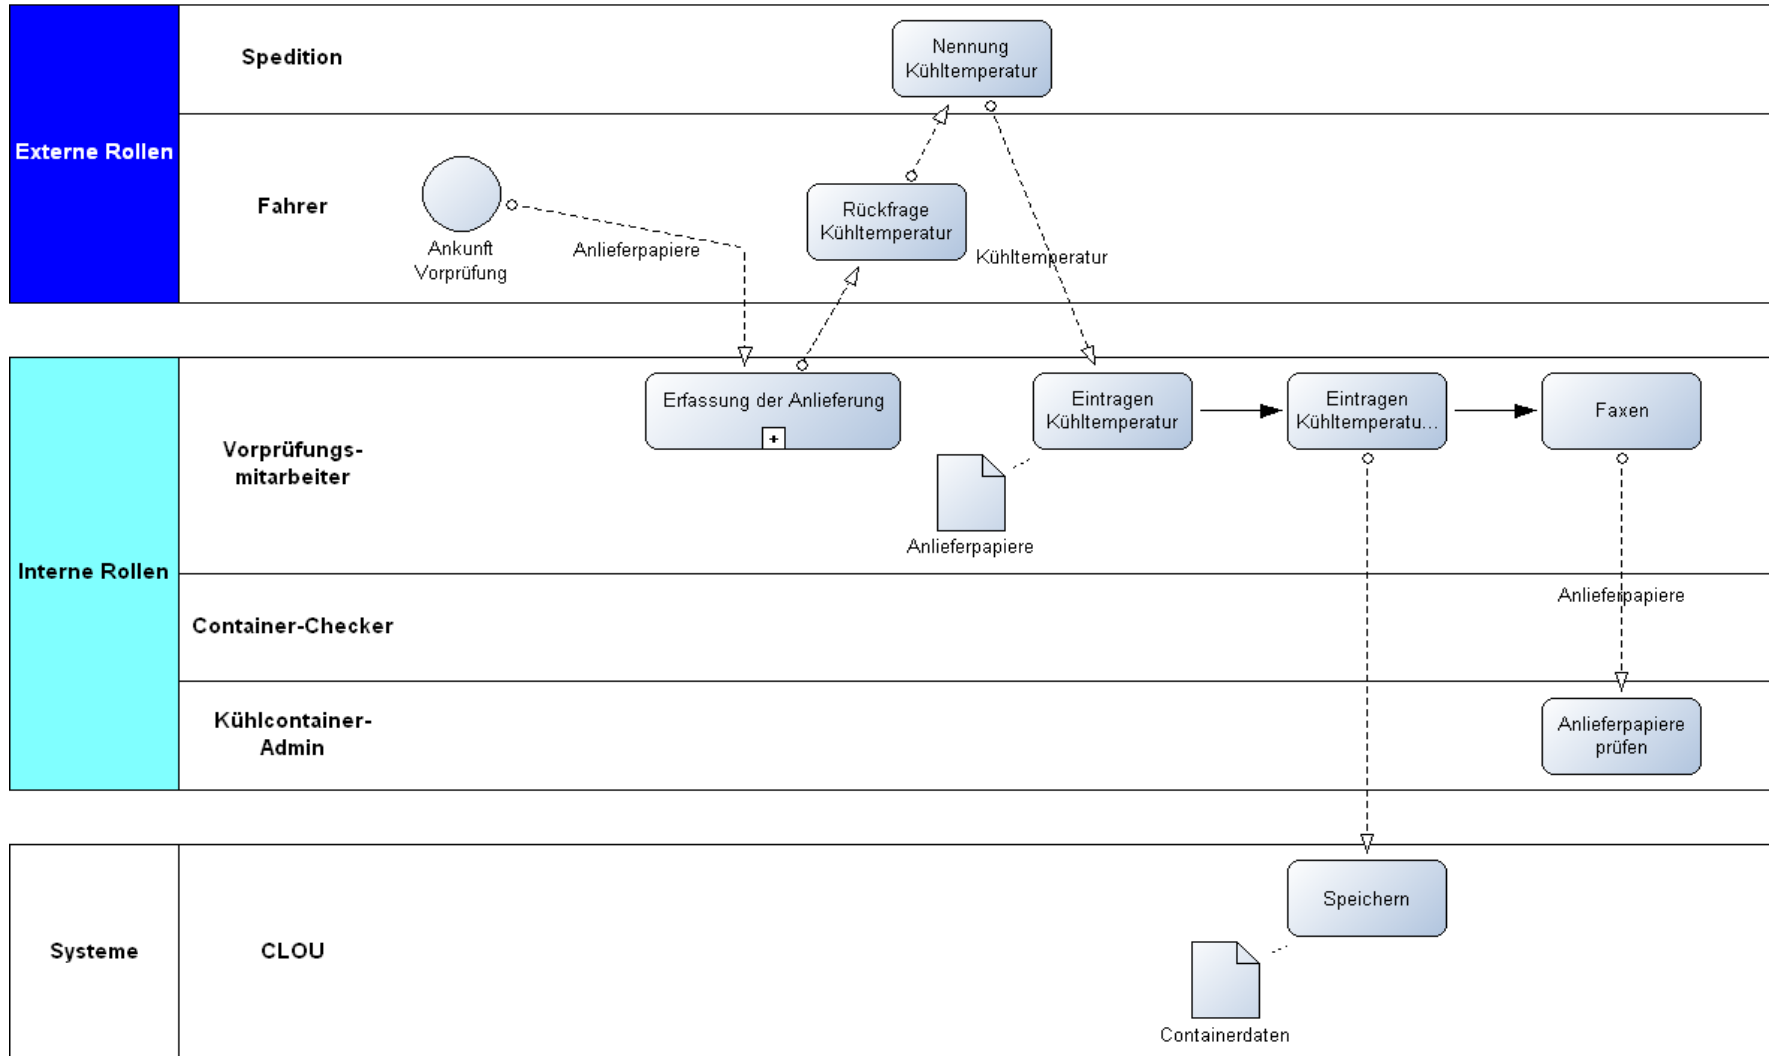 Spedition
Nennung
Kühltemperatur
Externe Rollen
Fahrer
Ankunft
Vorprüfung
Anlieferpapiere
Rückfrage
Kühltemperatur
Kühltemperatur
Interne Rollen
Vorprüfungs-
mitarbeiter
Erfassung der Anlieferung
+
Eintragen
Kühltemperatur
Eintragen
Kühltemperatu...
Faxen
Anlieferpapiere
Container-Checker
Anlieferpapiere
Kühlcontainer-
Admin
Anlieferpapiere
prüfen
Systeme
CLOU
Speichern
Containerdaten